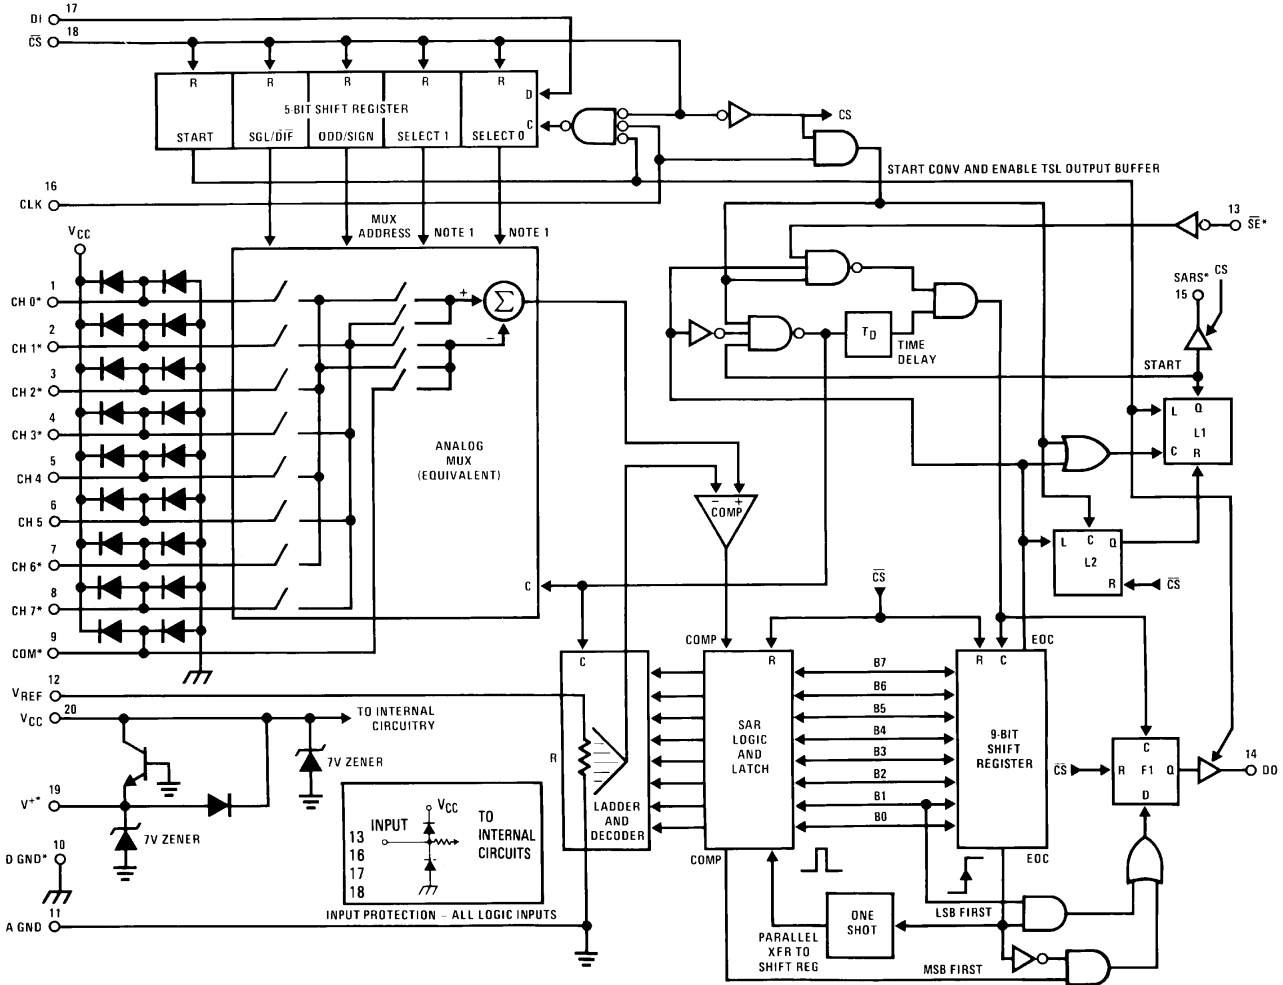 DI 17
C̅S̅ 18
R R R R R
5-BIT SHIFT REGISTER
D
C
START SGL/D̅I̅F̅ ODD/SIGN SELECT 1 SELECT 0
CS
START CONV AND ENABLE TSL OUTPUT BUFFER
16
CLK
MUX
ADDRESS
NOTE 1 NOTE 1
VCC
13
S̅E̅*
SARS* CS
15
1
CH 0*
2
CH 1*
3
CH 2*
4
CH 3*
5
CH 4
6
CH 5
7
CH 6*
8
CH 7*
9
COM*
+
Σ
−
ANALOG
MUX
(EQUIVALENT)
C
TD
TIME
DELAY
START
L Q
L1
C R
− +
COMP
L C Q
L2
R C̅S̅
C̅S̅
COMP
R
R C
EOC
12
VREF
VCC 20
TO INTERNAL
CIRCUITRY
7V ZENER
19
V+*
7V ZENER
10
D GND*
11
A GND
C
R
LADDER
AND
DECODER
SAR
LOGIC
AND
LATCH
B7
B6
B5
B4
B3
B2
B1
B0
9-BIT
SHIFT
REGISTER
C̅S̅
C
R F1 Q
D
14
DO
INPUT
VCC
TO
INTERNAL
CIRCUITS
13
16
17
18
INPUT PROTECTION – ALL LOGIC INPUTS
COMP
EOC
LSB FIRST
ONE
SHOT
PARALLEL
XFR TO
SHIFT REG
MSB FIRST